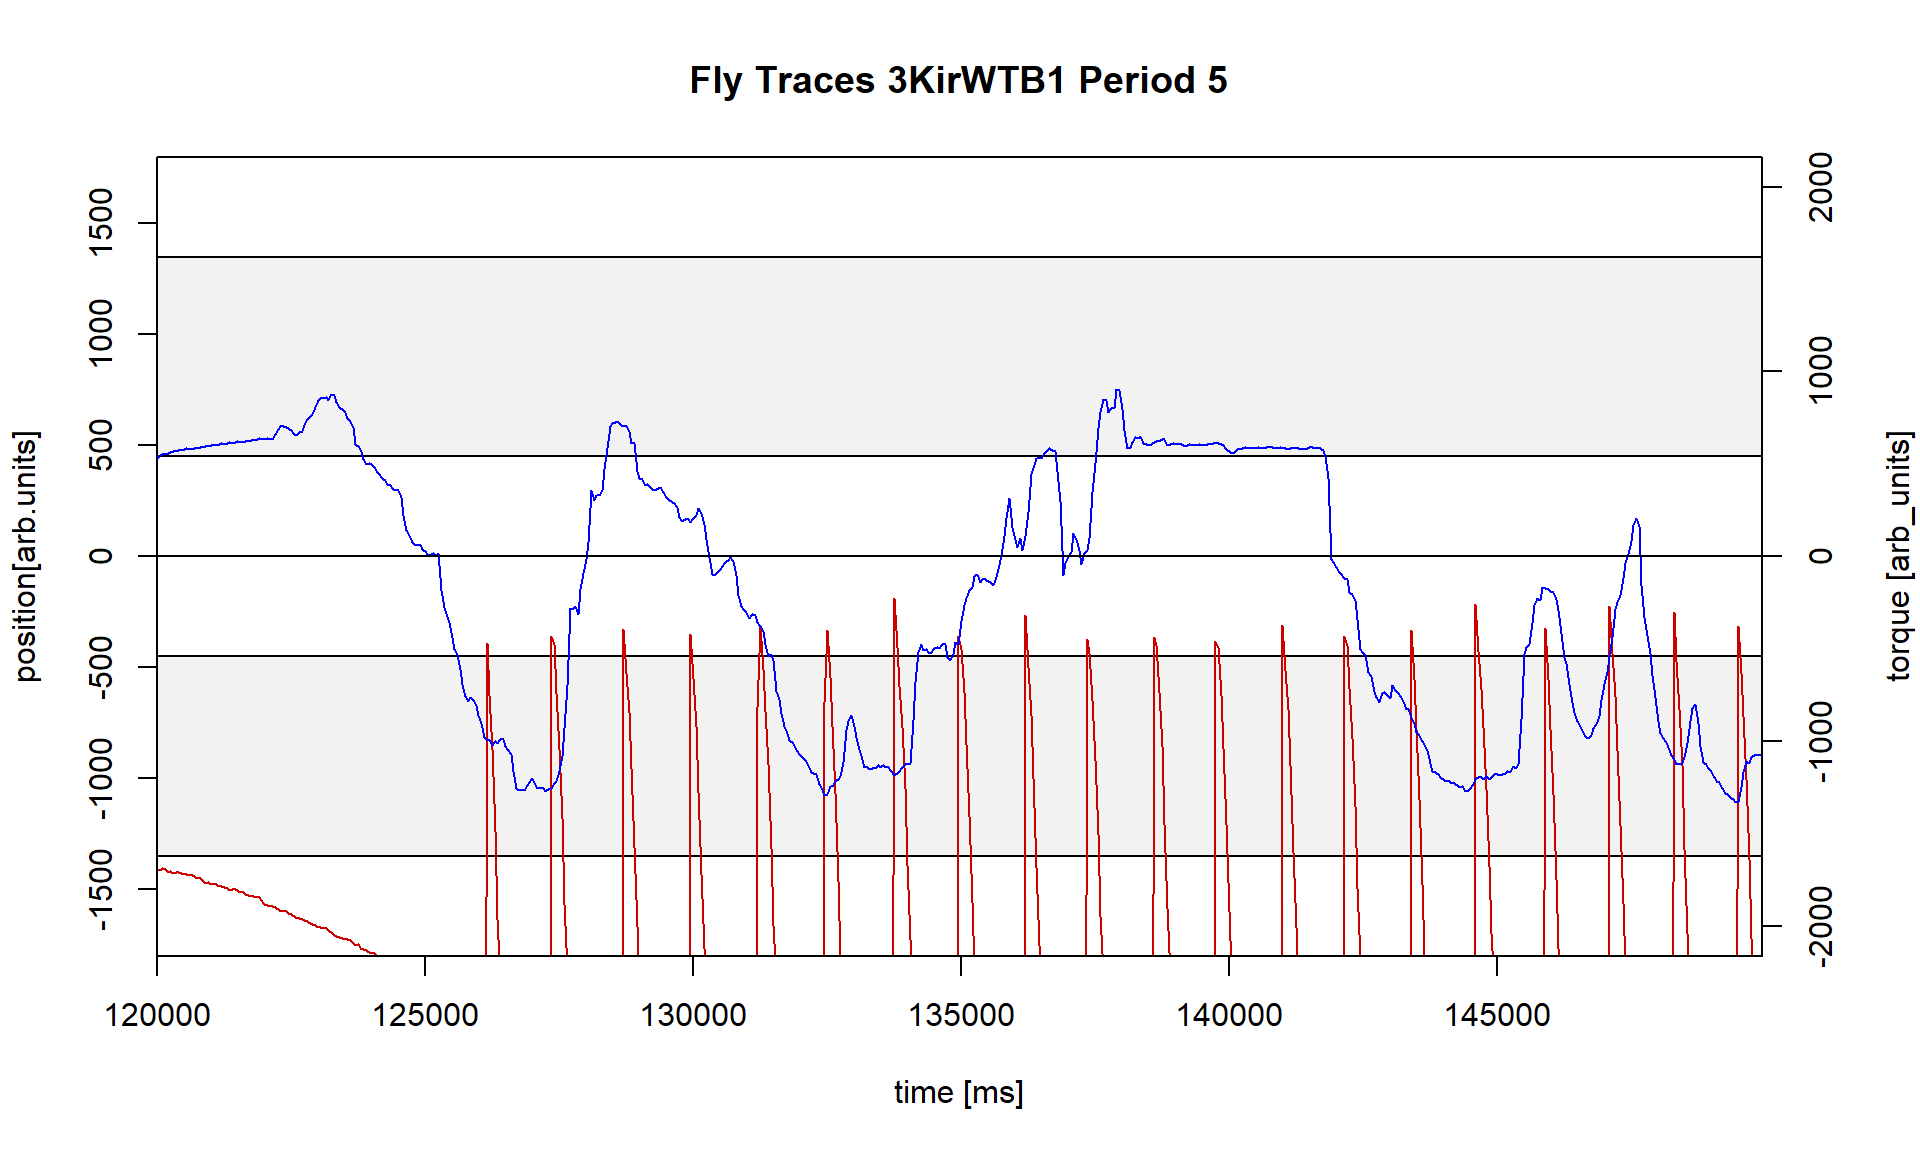 Fly Traces 3KirWTB1 Period 5
position[arb.units]
1500
1000
500
0
-500
-1000
-1500
2000
1000
0
-1000
-2000
torque [arb_units]
120000 125000 130000 135000 140000 145000
time [ms]